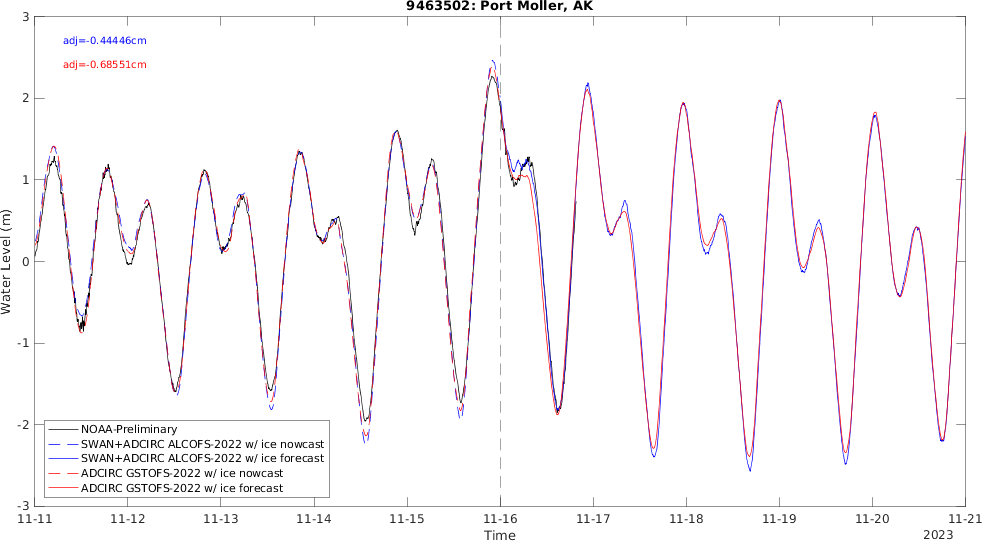 9463502: Port Moller, AK
adj=-0.44446cm
adj=-0.68551cm
Water Level (m)
3
2
1
0
-1
-2
-3
NOAA-Preliminary
SWAN+ADCIRC ALCOFS-2022 w/ ice nowcast
SWAN+ADCIRC ALCOFS-2022 w/ ice forecast
ADCIRC GSTOFS-2022 w/ ice nowcast
ADCIRC GSTOFS-2022 w/ ice forecast
11-11 11-12 11-13 11-14 11-15 11-16 11-17 11-18 11-19 11-20 11-21
Time
2023